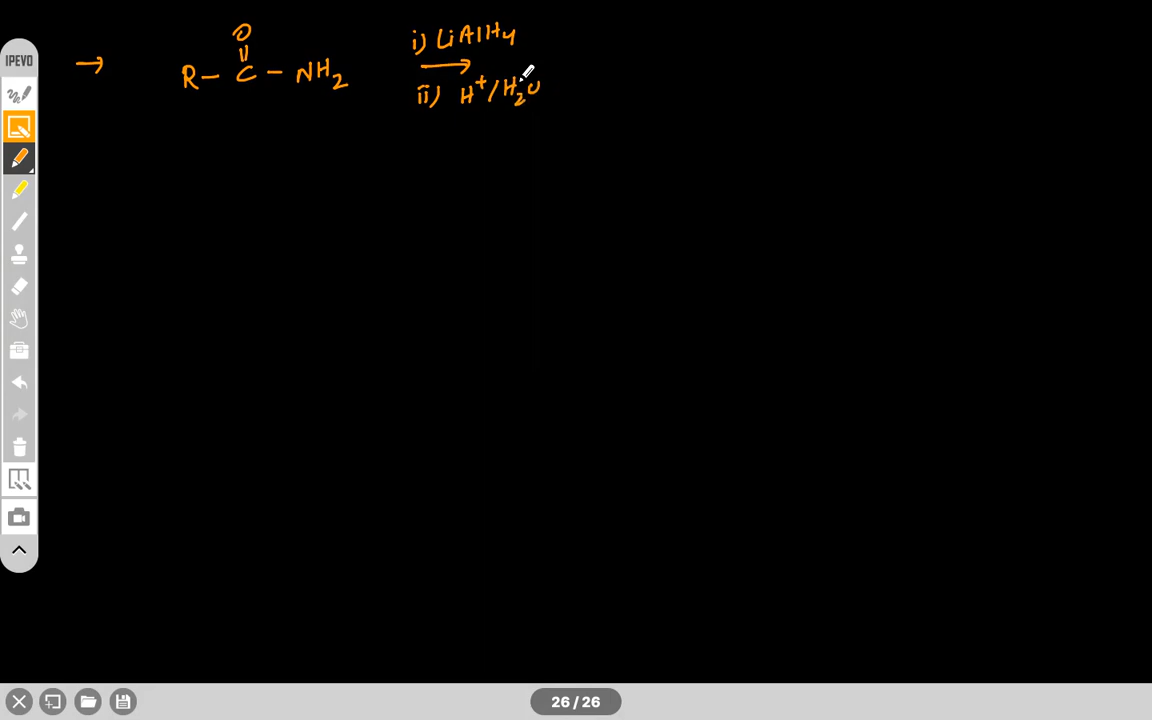 IPEVO
→ R - C - NH2
O
||
i) LiAlH4
→
ii) H+/H2O
26 / 26